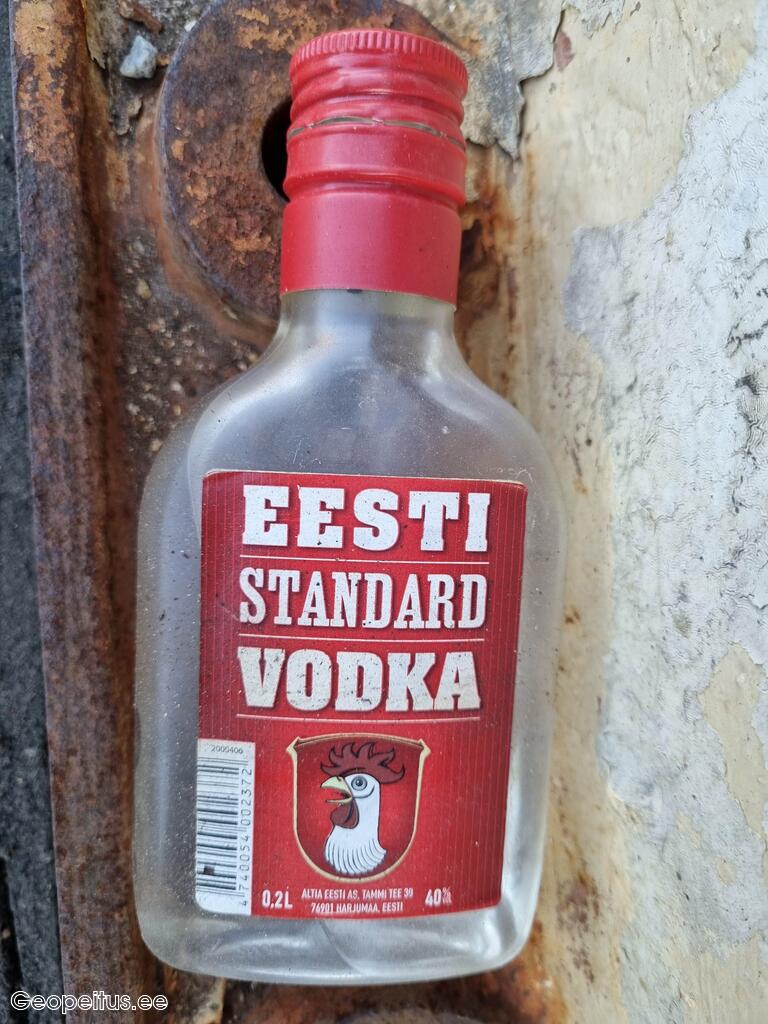 EESTI
STANDARD
VODKA
2000406
4740054002372
0.2L
ALTIA EESTI AS, TAMMI TEE 30
76901 HARJUMAA, EESTI
40%
Geopeitus.ee